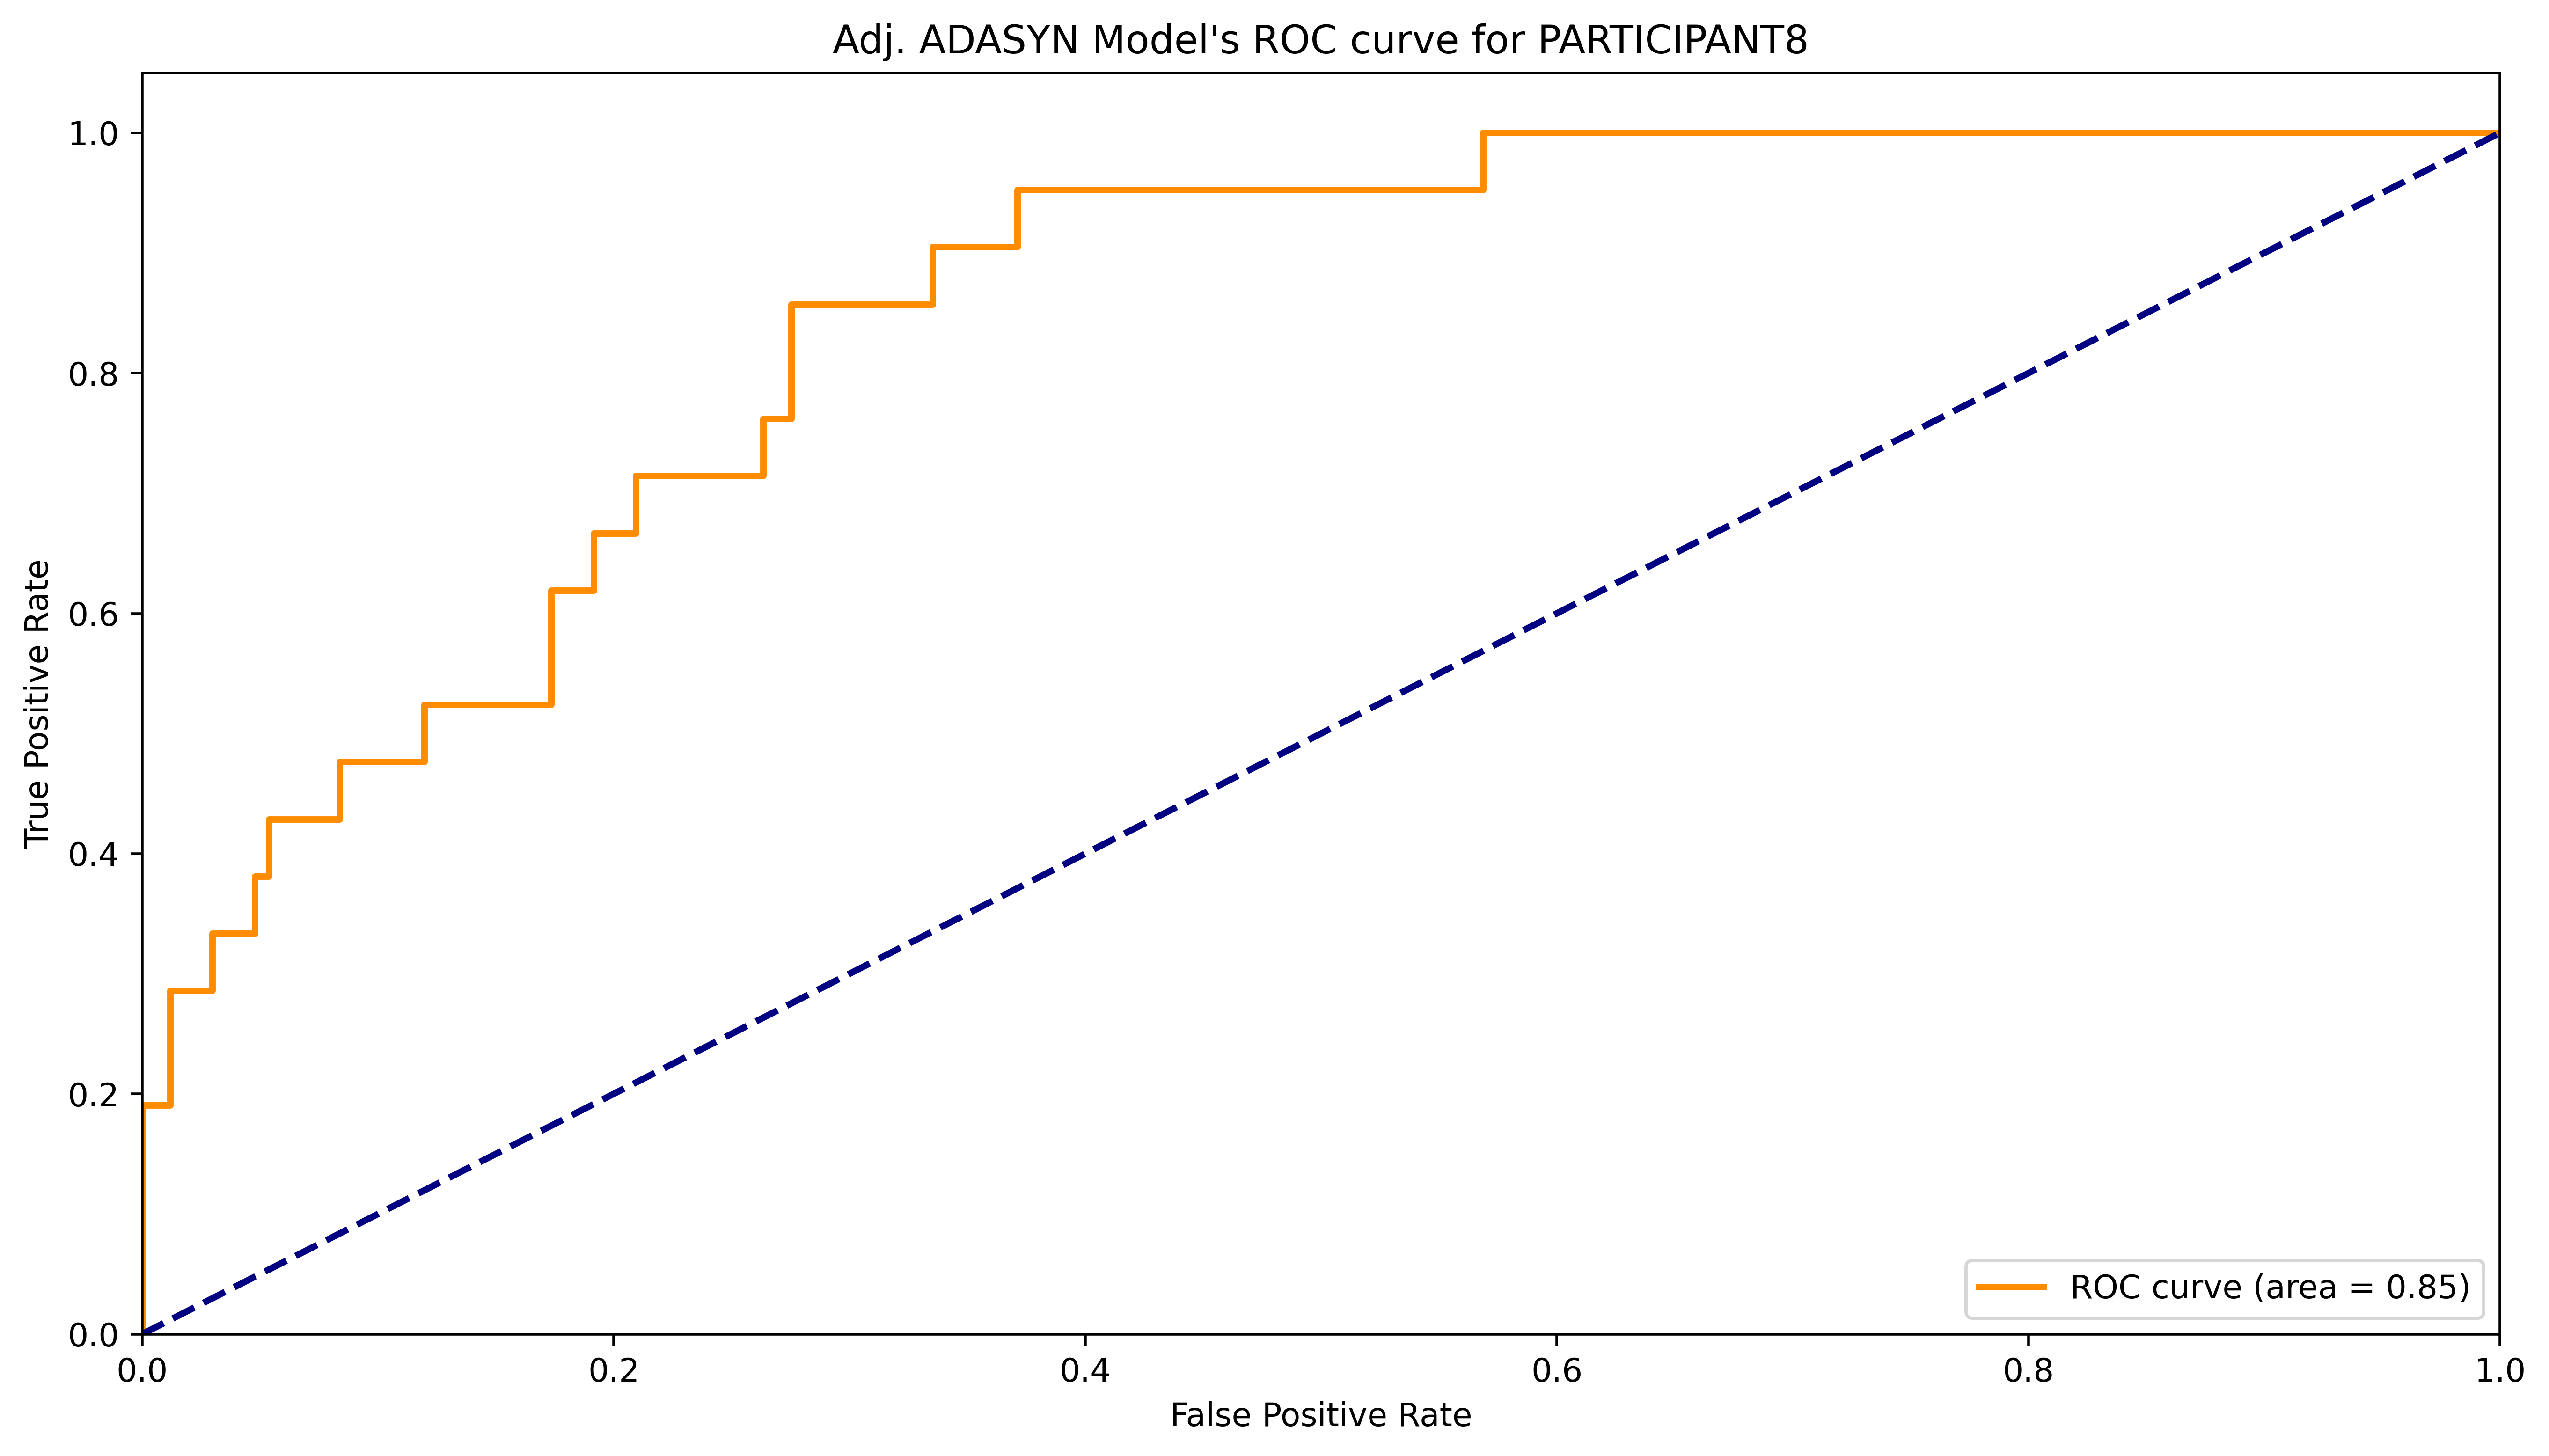 Adj. ADASYN Model's ROC curve for PARTICIPANT8
True Positive Rate
1.0
0.8
0.6
0.4
0.2
0.0
0.0 0.2 0.4 0.6 0.8 1.0
False Positive Rate
ROC curve (area = 0.85)